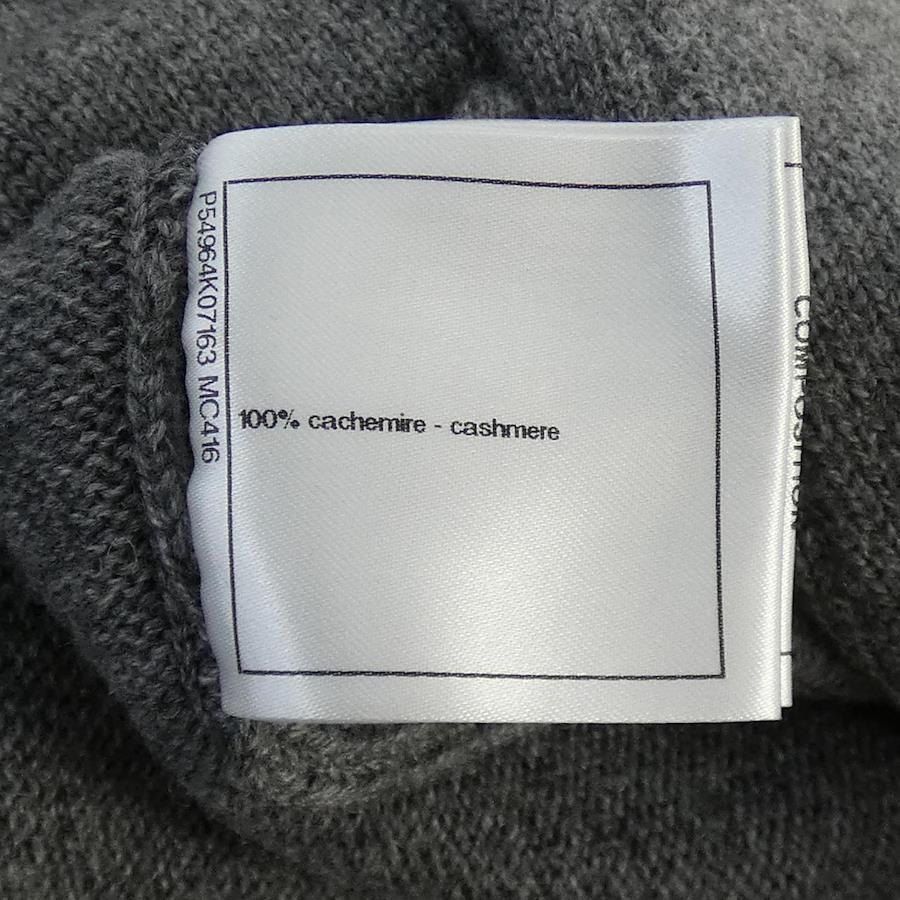 P54964K07163 MC416
100% cachemire - cashmere
COMPOSITION